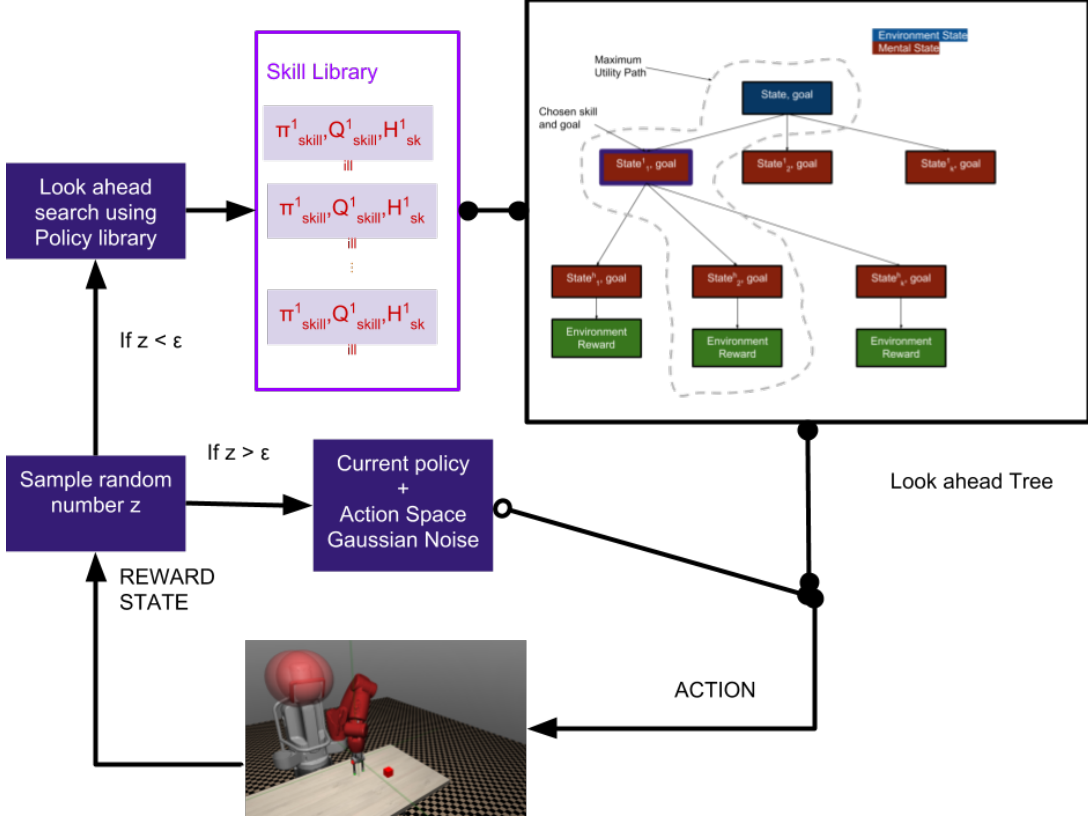 Skill Library
π¹skill,Q¹skill,H¹sk
ill
π¹skill,Q¹skill,H¹sk
ill
⋮
π¹skill,Q¹skill,H¹sk
ill
Look ahead
search using
Policy library
If z < ε
Sample random
number z
If z > ε
Current policy
+
Action Space
Gaussian Noise
REWARD
STATE
ACTION
Look ahead Tree
Environment State
Mental State
Maximum
Utility Path
State, goal
Chosen skill
and goal
State¹₁, goal
State¹₂, goal
State¹ₖ, goal
Stateʰ₁, goal
Stateʰ₂, goal
Stateʰₖ, goal
Environment
Reward
Environment
Reward
Environment
Reward